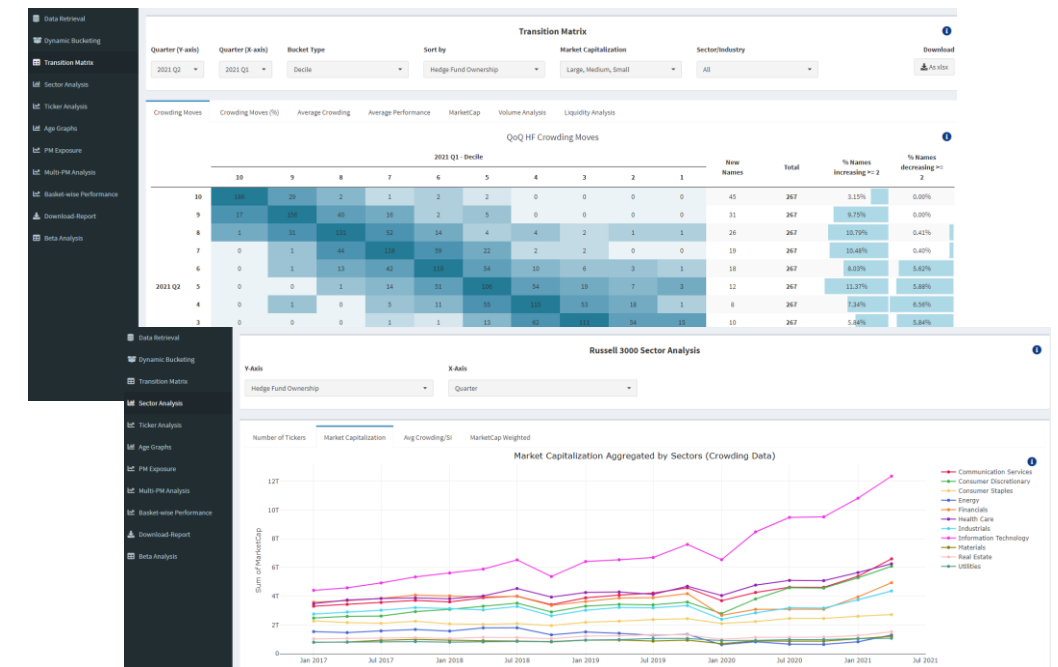 Data Retrieval
Dynamic Bucketing
Transition Matrix
Sector Analysis
Ticker Analysis
Age Graphs
PM Exposure
Multi-PM Analysis
Basket-wise Performance
Download-Report
Beta Analysis
Transition Matrix
Quarter (Y-axis) Quarter (X-axis) Bucket Type Sort by Market Capitalization Sector/Industry Download
2021 Q2 2021 Q1 Decile Hedge Fund Ownership Large, Medium, Small All As xlsx
Crowding Moves Crowding Moves (%) Average Crowding Average Performance MarketCap Volume Analysis Liquidity Analysis
QoQ HF Crowding Moves
2021 Q1 - Decile
10 9 8 7 6 5 4 3 2 1 New Names Total % Names increasing >= 2 % Names decreasing >= 2
10 28 2 1 2 2 0 0 0 0 45 267 3.15% 0.00%
9 17 40 16 2 5 0 0 0 0 31 267 8.75% 0.00%
8 1 31 52 14 4 4 2 1 1 26 267 10.79% 0.41%
7 0 1 44 59 22 2 2 0 0 19 267 10.48% 0.40%
6 0 1 13 42 54 10 6 3 1 18 267 8.03% 5.62%
2021 Q2 5 0 0 1 14 51 54 19 7 3 12 267 11.37% 5.88%
4 0 1 0 5 11 55 53 18 1 8 267 7.34% 6.56%
3 0 0 0 1 1 13 62 54 15 10 267 5.84% 5.84%
Data Retrieval
Dynamic Bucketing
Transition Matrix
Sector Analysis
Ticker Analysis
Age Graphs
PM Exposure
Multi-PM Analysis
Basket-wise Performance
Download-Report
Beta Analysis
Russell 3000 Sector Analysis
Y-Axis X-Axis
Hedge Fund Ownership Quarter
Number of Tickers Market Capitalization Avg Crowding/SI MarketCap Weighted
Market Capitalization Aggregated by Sectors (Crowding Data)
Sum of MarketCap
12T
10T
8T
6T
4T
2T
0
Jan 2017 Jul 2017 Jan 2018 Jul 2018 Jan 2019 Jul 2019 Jan 2020 Jul 2020 Jan 2021 Jul 2021
Communication Services
Consumer Discretionary
Consumer Staples
Energy
Financials
Health Care
Industrials
Information Technology
Materials
Real Estate
Utilities